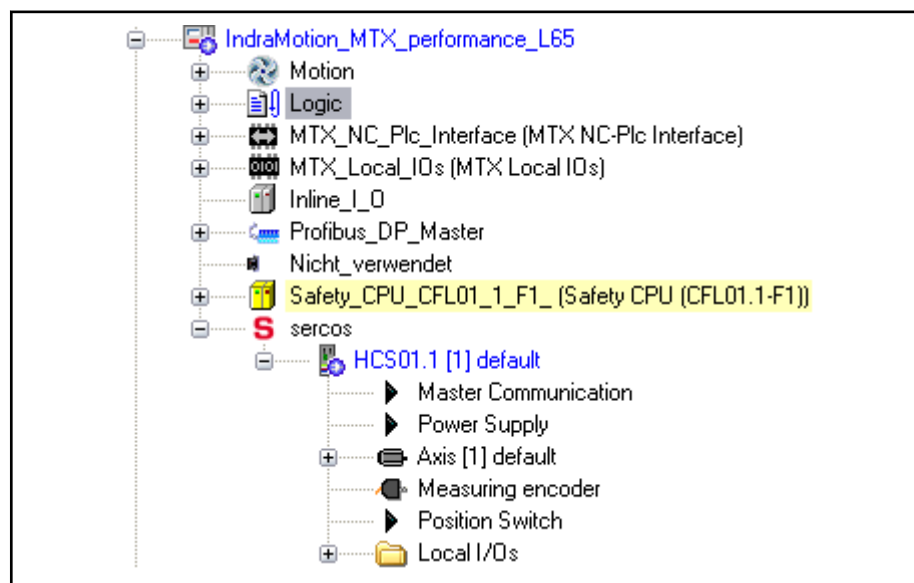 IndraMotion_MTX_performance_L65
Motion
Logic
MTX_NC_Plc_Interface (MTX NC-Plc Interface)
MTX_Local_IOs (MTX Local IOs)
Inline_I_O
Profibus_DP_Master
Nicht_verwendet
Safety_CPU_CFL01_1_F1_ (Safety CPU (CFL01.1-F1))
S sercos
HCS01.1 [1] default
Master Communication
Power Supply
Axis [1] default
Measuring encoder
Position Switch
Local I/Os